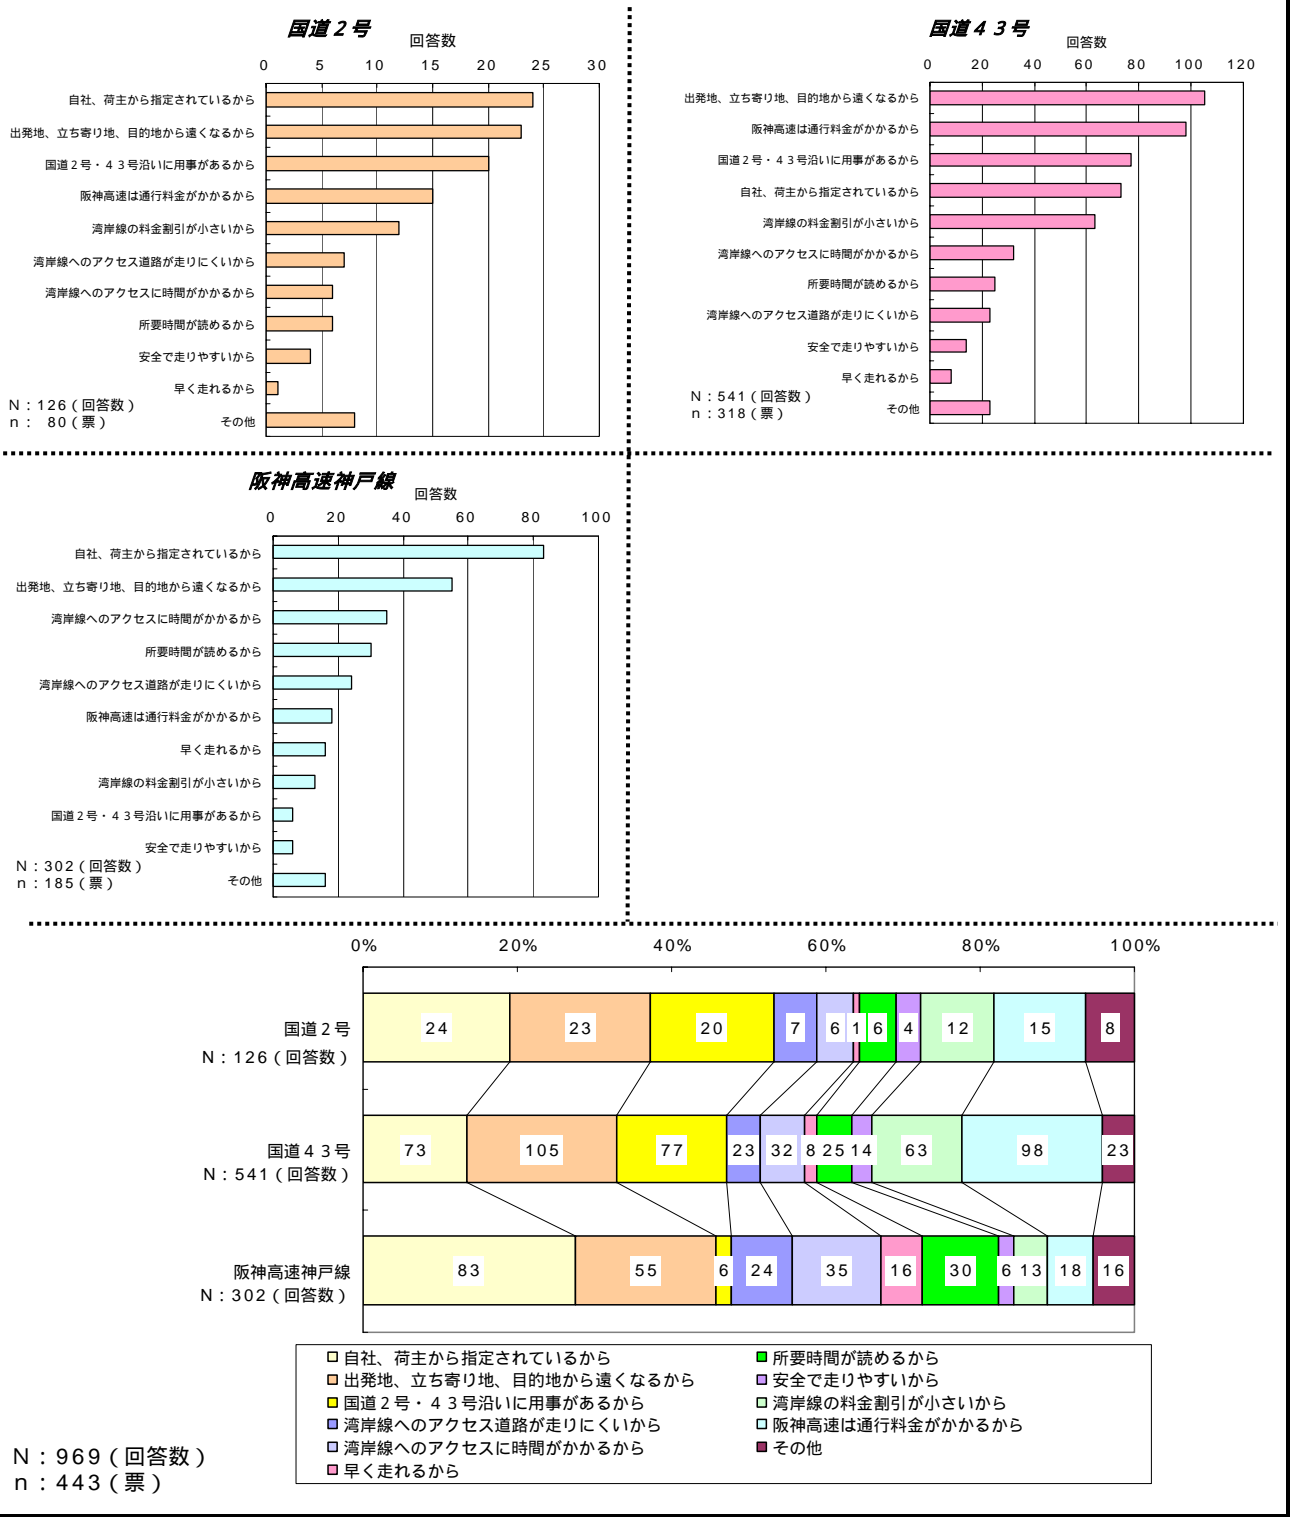 国道２号
回答数
0 5 10 15 20 25 30
自社、荷主から指定されているから
出発地、立ち寄り地、目的地から遠くなるから
国道２号・４３号沿いに用事があるから
阪神高速は通行料金がかかるから
湾岸線の料金割引が小さいから
湾岸線へのアクセス道路が走りにくいから
湾岸線へのアクセスに時間がかかるから
所要時間が読めるから
安全で走りやすいから
早く走れるから
その他
N：126（回答数）
n： 80（票）
国道４３号
回答数
0 20 40 60 80 100 120
出発地、立ち寄り地、目的地から遠くなるから
阪神高速は通行料金がかかるから
国道２号・４３号沿いに用事があるから
自社、荷主から指定されているから
湾岸線の料金割引が小さいから
湾岸線へのアクセスに時間がかかるから
所要時間が読めるから
湾岸線へのアクセス道路が走りにくいから
安全で走りやすいから
早く走れるから
その他
N：541（回答数）
n：318（票）
阪神高速神戸線
回答数
0 20 40 60 80 100
自社、荷主から指定されているから
出発地、立ち寄り地、目的地から遠くなるから
湾岸線へのアクセスに時間がかかるから
所要時間が読めるから
湾岸線へのアクセス道路が走りにくいから
阪神高速は通行料金がかかるから
早く走れるから
湾岸線の料金割引が小さいから
国道２号・４３号沿いに用事があるから
安全で走りやすいから
その他
N：302（回答数）
n：185（票）
0% 20% 40% 60% 80% 100%
国道２号
N：126（回答数）
24 23 20 7 6 1 6 4 12 15 8
国道４３号
N：541（回答数）
73 105 77 23 32 8 25 14 63 98 23
阪神高速神戸線
N：302（回答数）
83 55 6 24 35 16 30 6 13 18 16
自社、荷主から指定されているから
出発地、立ち寄り地、目的地から遠くなるから
国道２号・４３号沿いに用事があるから
湾岸線へのアクセス道路が走りにくいから
湾岸線へのアクセスに時間がかかるから
早く走れるから
所要時間が読めるから
安全で走りやすいから
湾岸線の料金割引が小さいから
阪神高速は通行料金がかかるから
その他
N：969（回答数）
n：443（票）